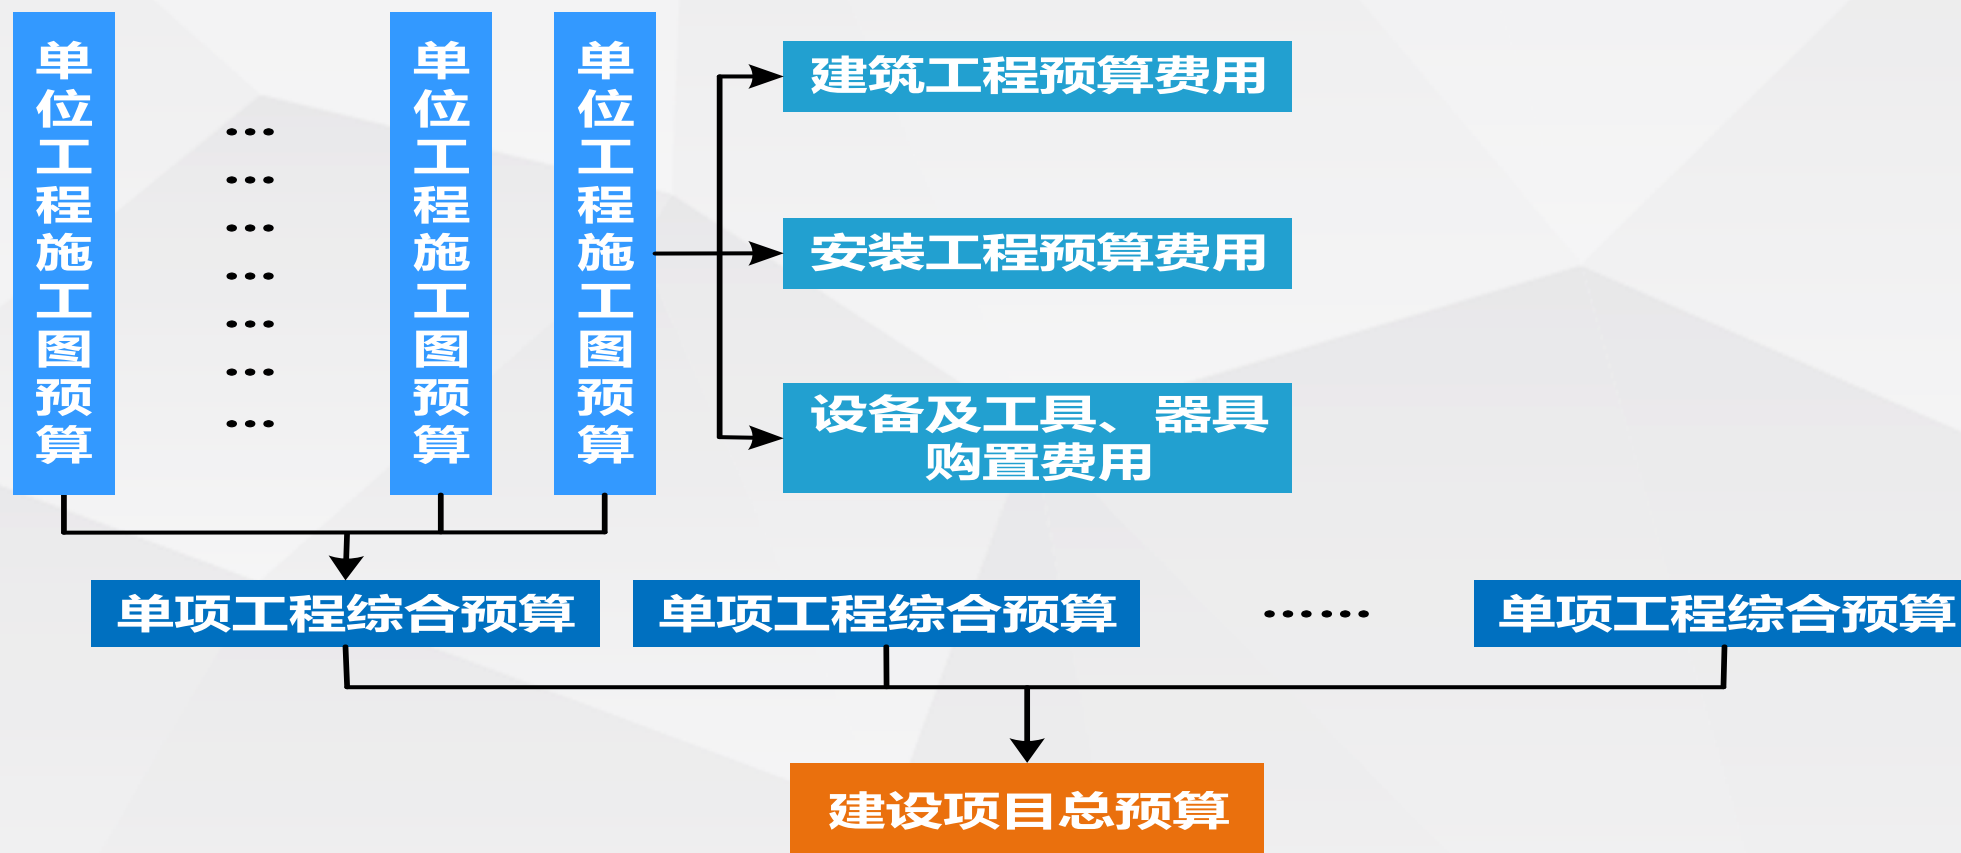 单位工程施工图预算
………………
单位工程施工图预算
单位工程施工图预算
建筑工程预算费用
安装工程预算费用
设备及工具、器具
购置费用
单项工程综合预算
单项工程综合预算
……
单项工程综合预算
建设项目总预算